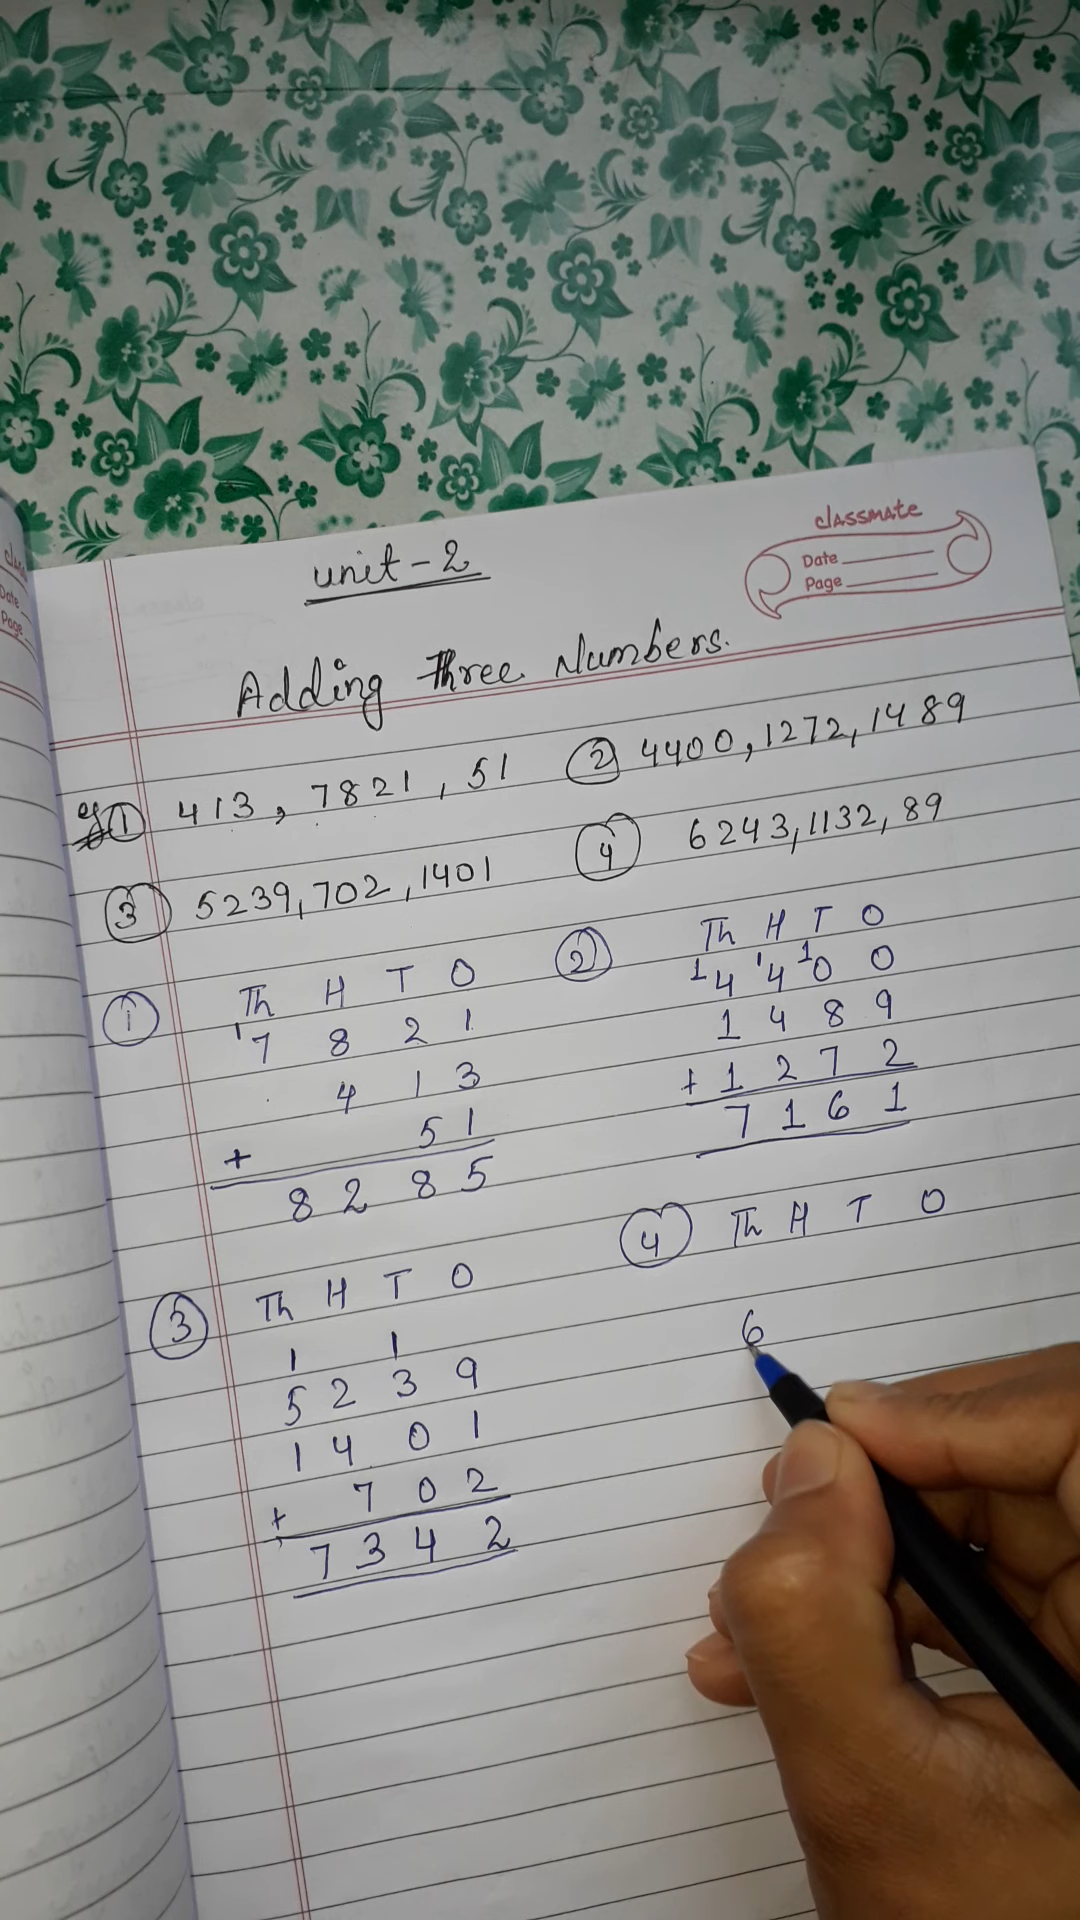 classmate
Date
Page
unit-2
Adding Three Numbers.
① 413, 7821, 51 ② 4400, 1272, 1489
③ 5239, 702, 1401 ④ 6243, 1132, 89
① Th H T O
1
7 8 2 1
4 1 3
+ 5 1
8 2 8 5
② Th H T O
1 1 1
4 4 0 0
1 4 8 9
+ 1 2 7 2
7 1 6 1
③ Th H T O
1 1
5 2 3 9
1 4 0 1
+ 7 0 2
7 3 4 2
④ Th H T O
6